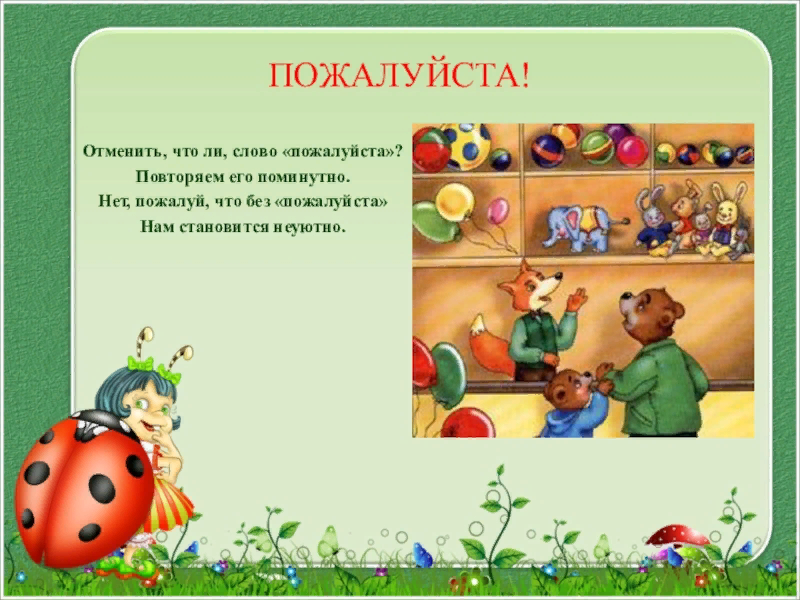 ПОЖАЛУЙСТА!
Отменить, что ли, слово «пожалуйста»?
Повторяем его поминутно.
Нет, пожалуй, что без «пожалуйста»
Нам становится неуютно.